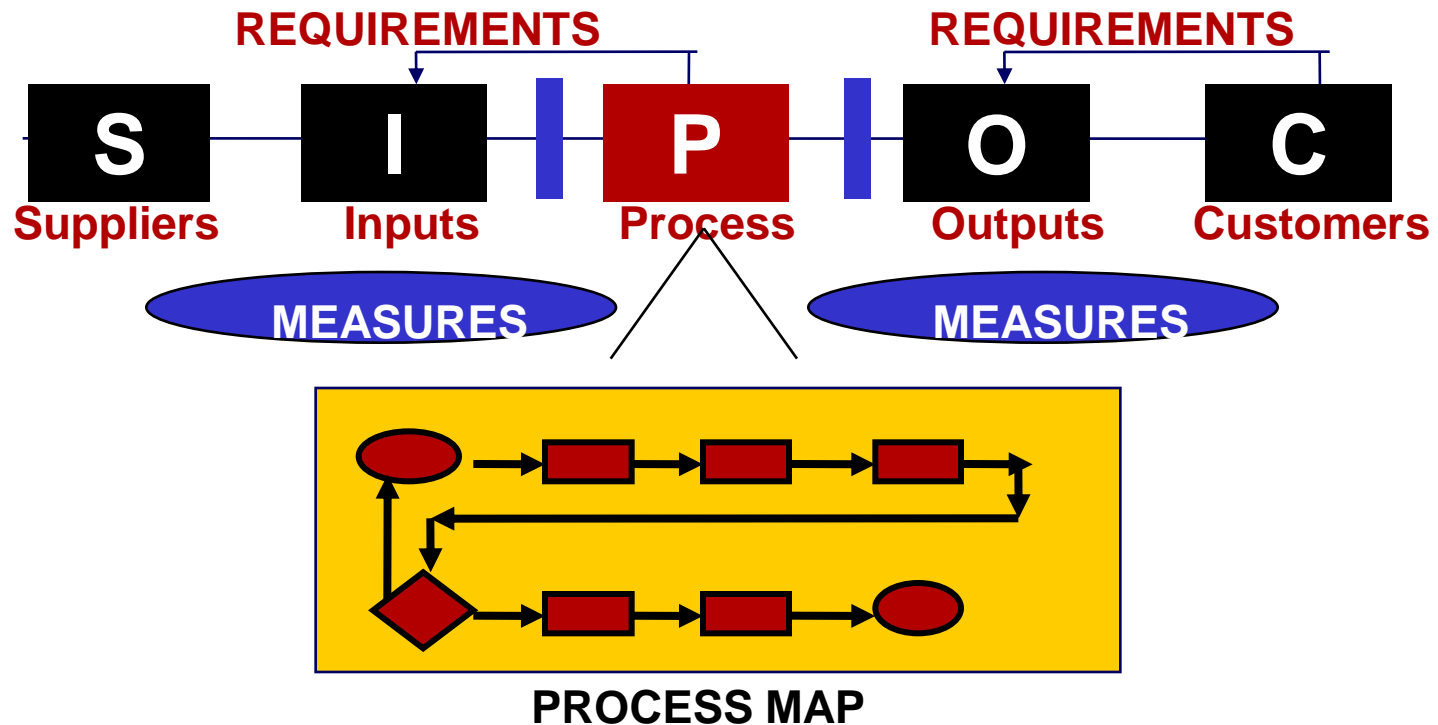 REQUIREMENTS REQUIREMENTS
S I P O C
Suppliers Inputs Process Outputs Customers
MEASURES MEASURES
PROCESS MAP